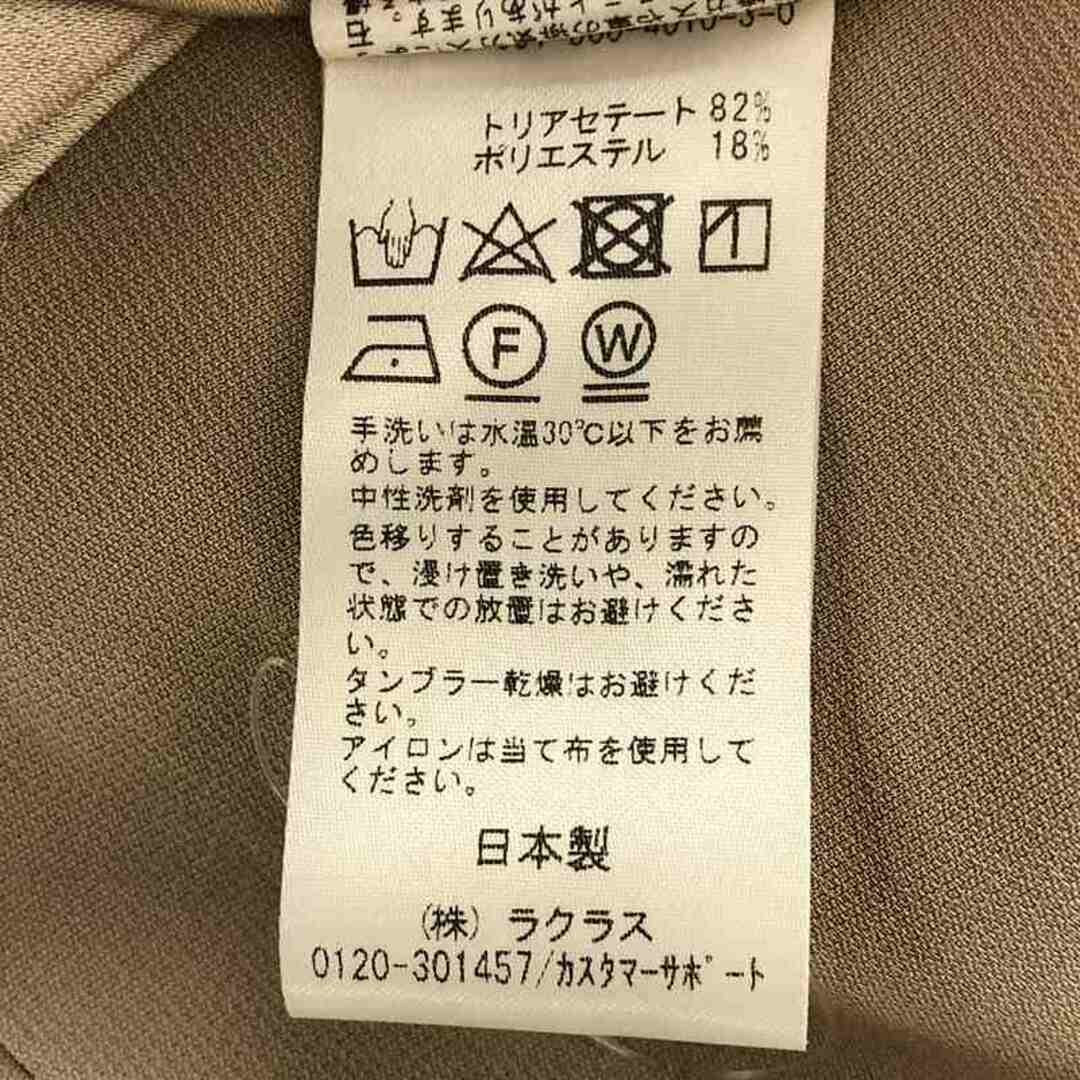 トリアセテート 82%
ポリエステル 18%
F
W
手洗いは水温30℃以下をお薦
めします。
中性洗剤を使用してください。
色移りすることがありますの
で、浸け置き洗いや、濡れた
状態での放置はお避けくださ
い。
タンブラー乾燥はお避けくだ
さい。
アイロンは当て布を使用して
ください。
日本製
(株) ラクラス
0120-301457/カスタマーサポート